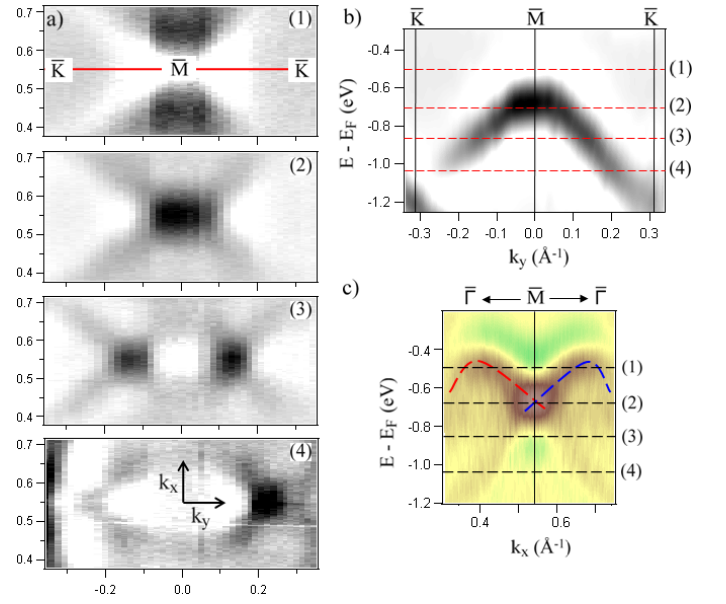 a)
(1)
K̅ M̅ K̅
0.7
0.6
0.5
0.4
(2)
0.7
0.6
0.5
0.4
(3)
0.7
0.6
0.5
0.4
(4)
0.7
0.6
0.5
0.4
kx
ky
-0.2 0.0 0.2
b)
K̅ M̅ K̅
-0.4
-0.6
-0.8
-1.0
-1.2
E - EF (eV)
(1)
(2)
(3)
(4)
-0.3 -0.2 -0.1 0.0 0.1 0.2 0.3
ky (Å-1)
c)
Γ̅ M̅ Γ̅
-0.4
-0.6
-0.8
-1.0
-1.2
E - EF (eV)
(1)
(2)
(3)
(4)
0.4 0.6
kx (Å-1)